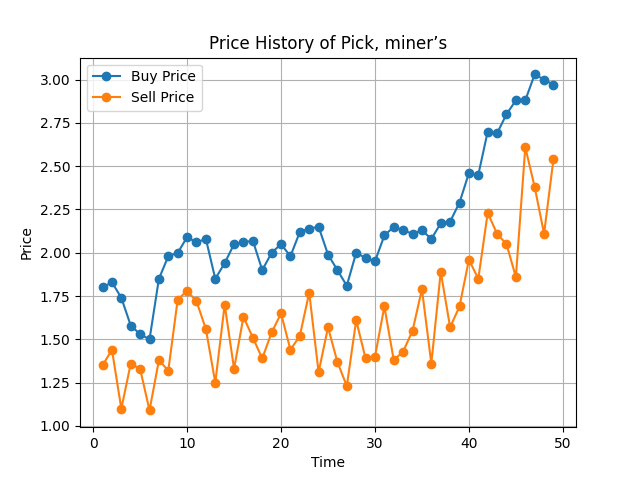 Price History of Pick, miner’s
Buy Price
Sell Price
3.00
2.75
2.50
2.25
2.00
1.75
1.50
1.25
1.00
Price
0 10 20 30 40 50
Time